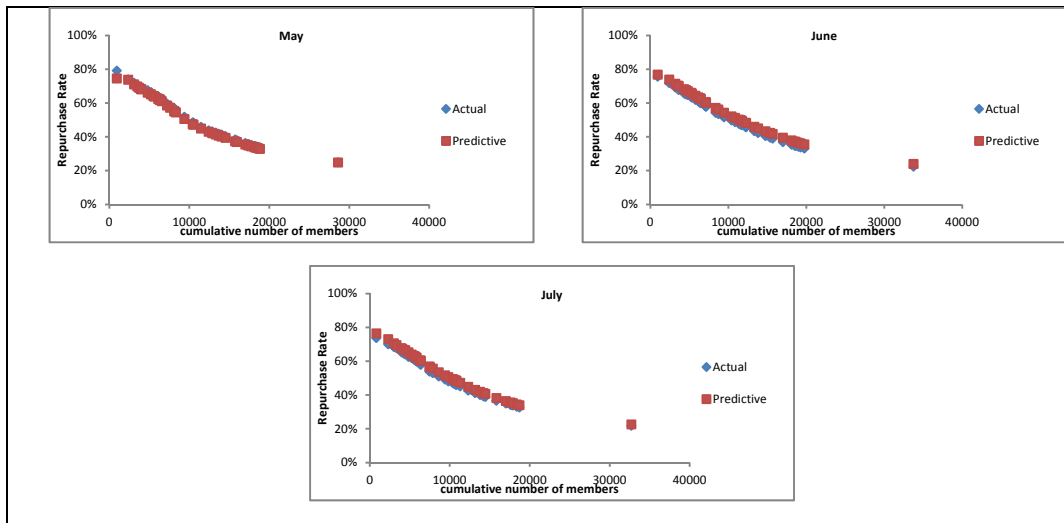 May
100%
80%
60%
40%
20%
0%
Repurchase Rate
0 10000 20000 30000 40000
cumulative number of members
Actual
Predictive
June
100%
80%
60%
40%
20%
0%
Repurchase Rate
0 10000 20000 30000 40000
cumulative number of members
Actual
Predictive
July
100%
80%
60%
40%
20%
0%
Repurchase Rate
0 10000 20000 30000 40000
cumulative number of members
Actual
Predictive